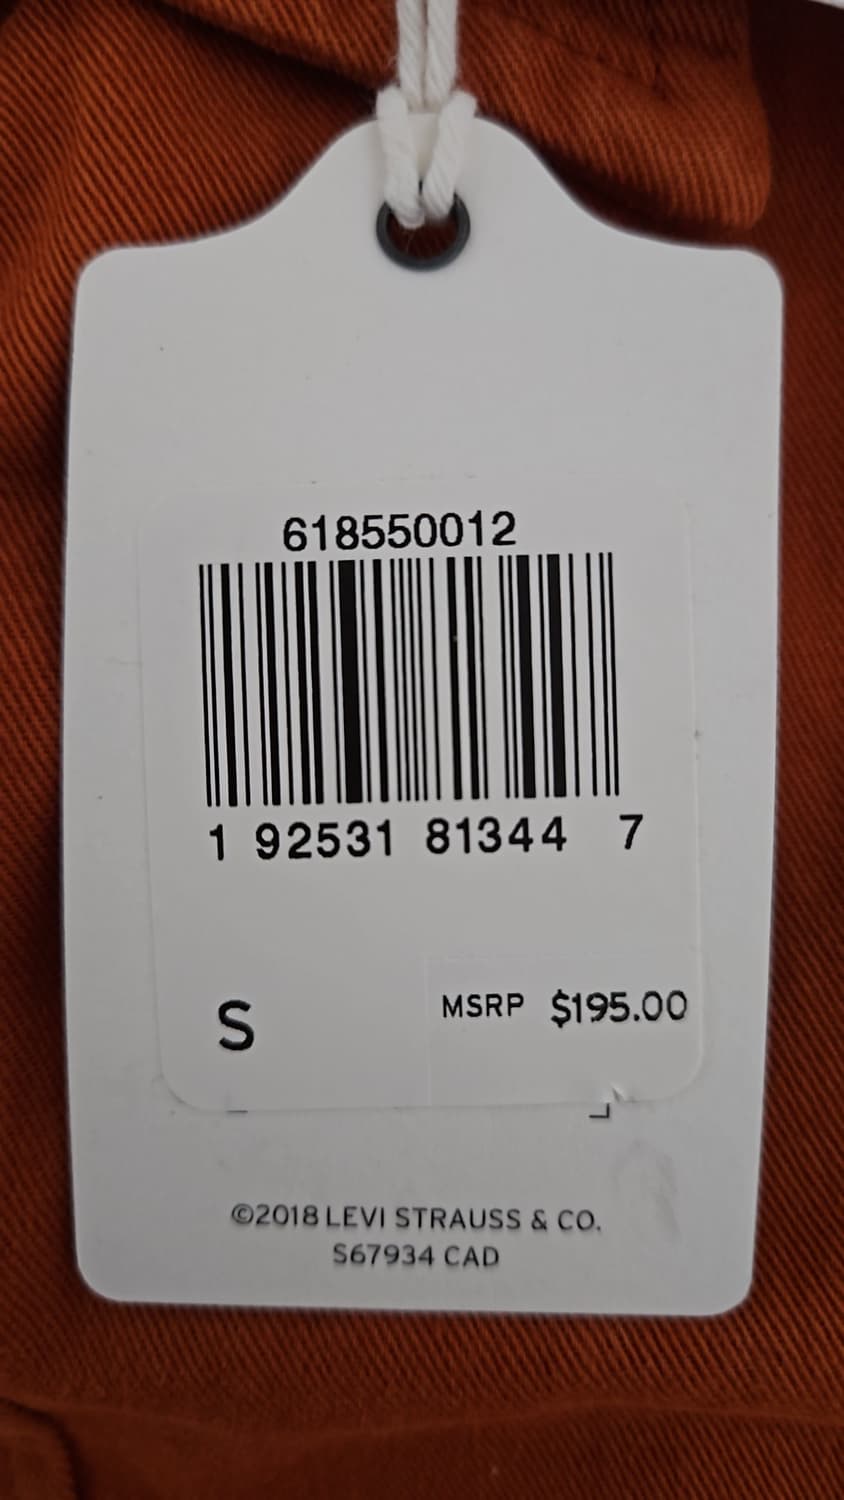 618550012
1 92531 81344 7
S MSRP $195.00
©2018 LEVI STRAUSS & CO.
S67934 CAD